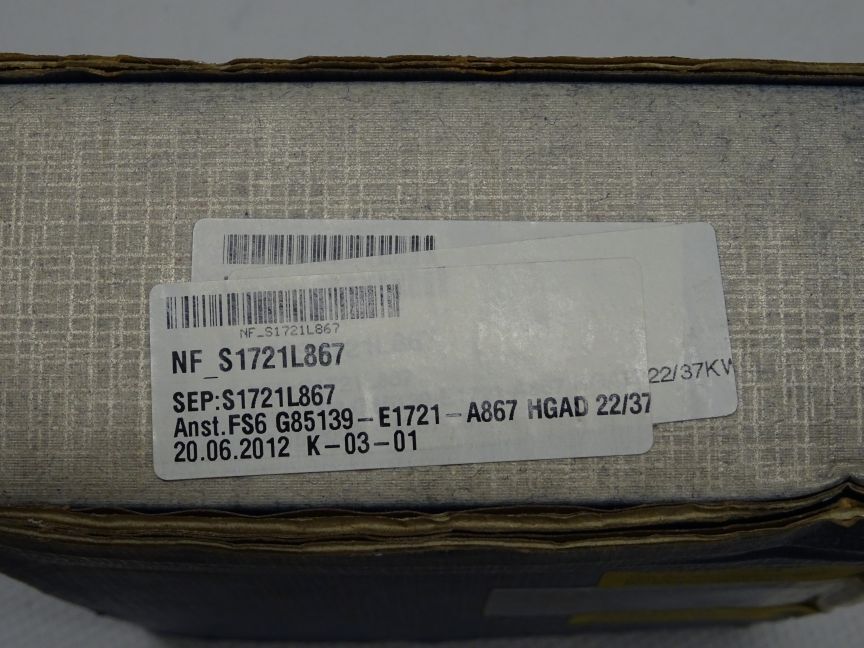 NF_S1721L867
NF_S1721L867
SEP:S1721L867
Anst.FS6 G85139-E1721-A867 HGAD 22/37
20.06.2012 K-03-01
22/37KW